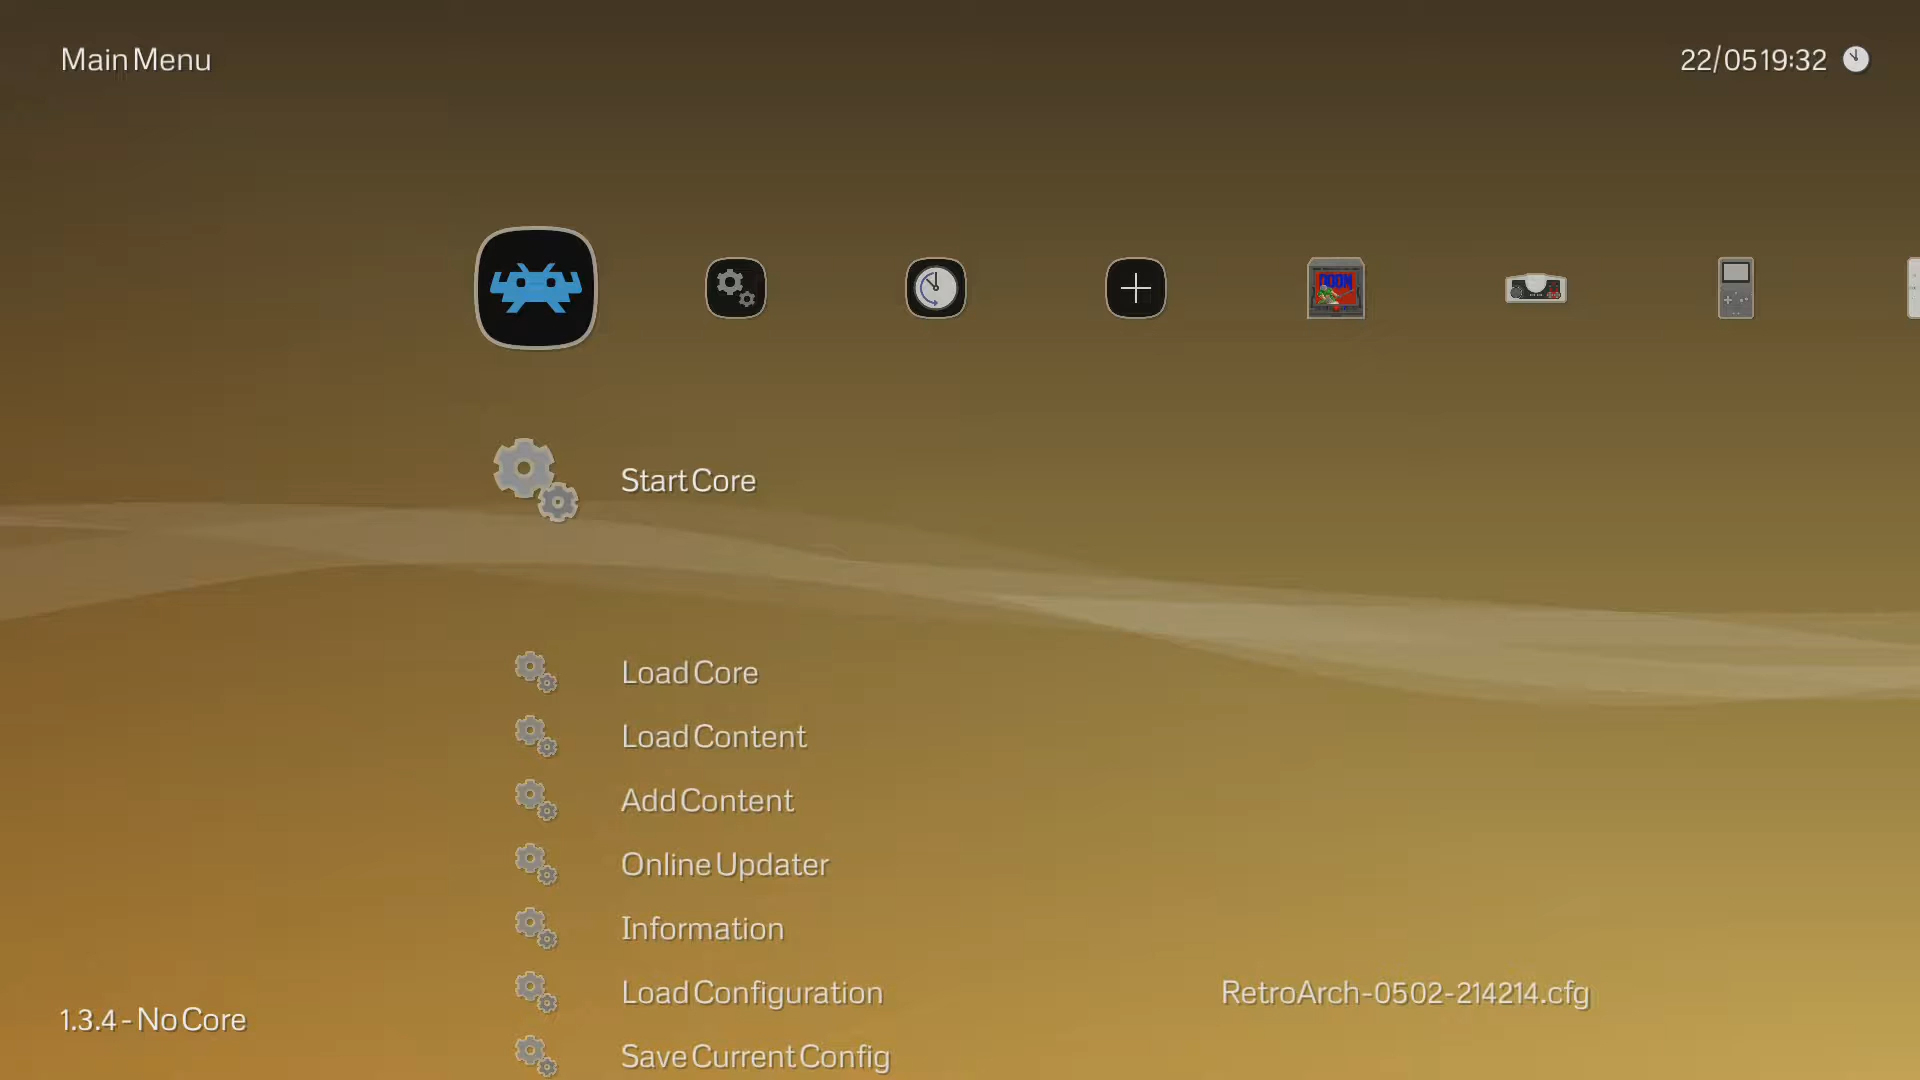 Main Menu
22/05 19:32
DOOM
Start Core
Load Core
Load Content
Add Content
Online Updater
Information
Load Configuration RetroArch-0502-214214.cfg
1.3.4 - No Core
Save Current Config